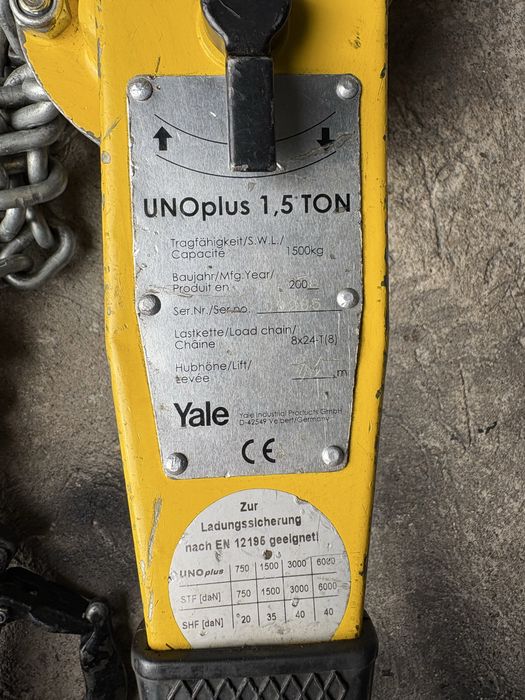 UNOplus 1,5 TON
Tragfähigkeit/S.W.L./
Capacite 1500kg
Baujahr/Mfg.Year/
Produit en 200
Ser.Nr./Ser.no.
Lastkette/Load chain/
Chaîne 8x24-T(8)
Hubhöhe/Lift/
Levée m
Yale Yale Industrial Products GmbH
D-42549 Velbert/Germany
CE
Zur
Ladungssicherung
nach EN 12195 geeignet!
UNOplus 750 1500 3000 6000
STF [daN] 750 1500 3000 6000
SHF [daN] 20 35 40 40